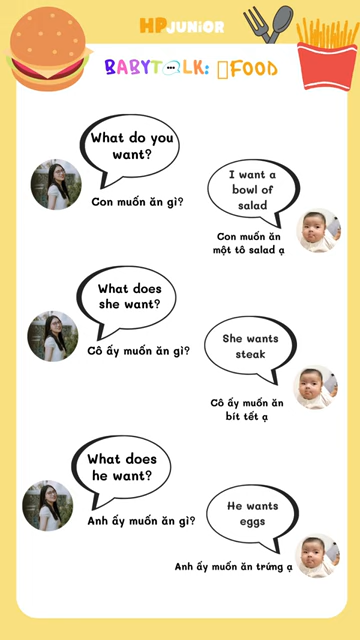 HP JUNIOR
BABYTALK: FOOD
What do you
want?
Con muốn ăn gì?
I want a
bowl of
salad
Con muốn ăn
một tô salad ạ
What does
she want?
Cô ấy muốn ăn gì?
She wants
steak
Cô ấy muốn ăn
bít tết ạ
What does
he want?
Anh ấy muốn ăn gì?
He wants
eggs
Anh ấy muốn ăn trứng ạ